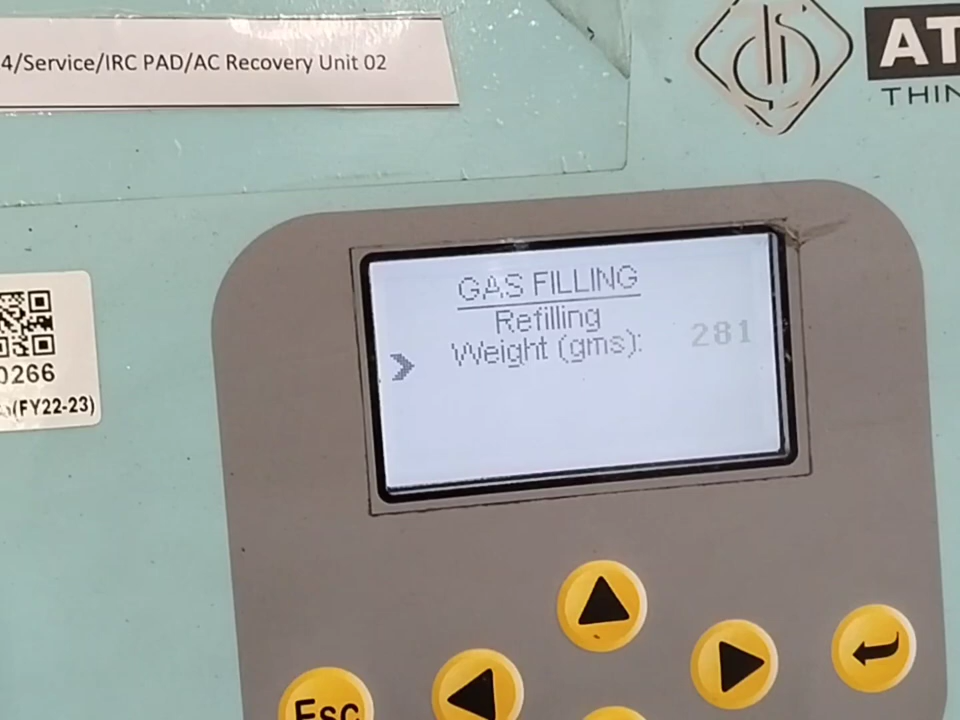 4/Service/IRC PAD/AC Recovery Unit 02
AT
THIN
GAS FILLING
Refilling
Weight (gms): 281
0266
(FY22-23)
Esc